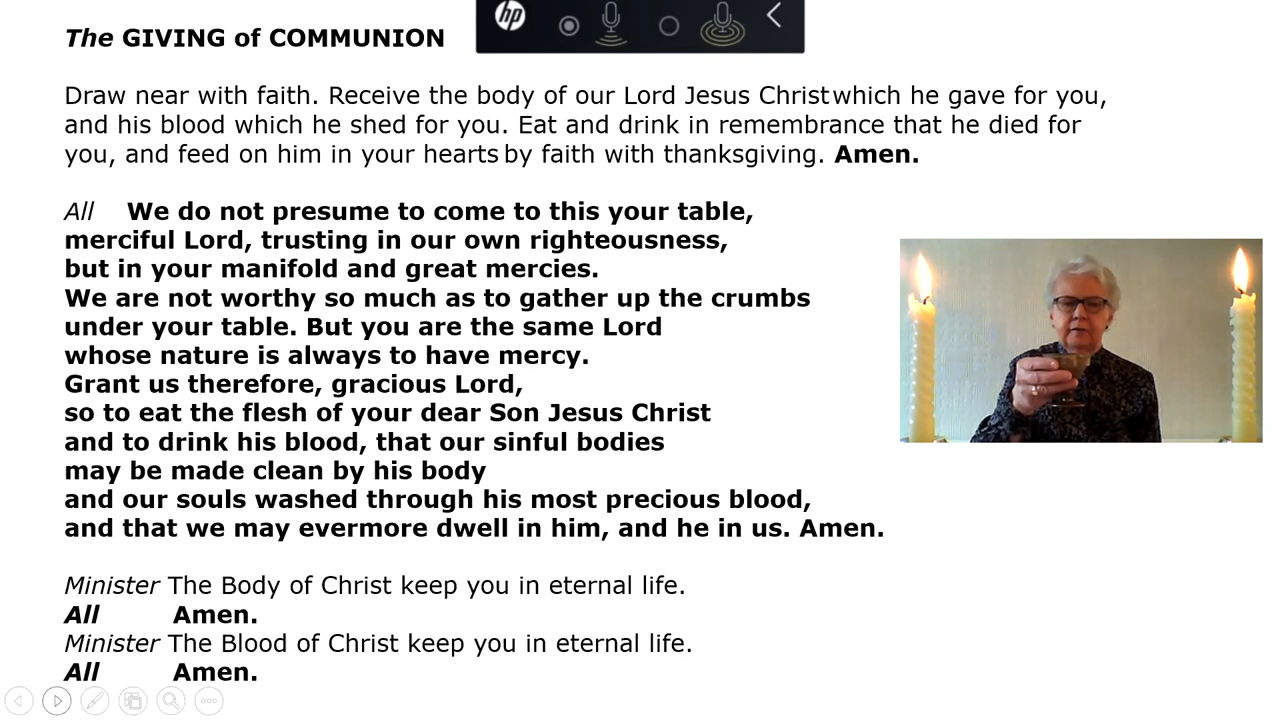 hp
The GIVING of COMMUNION
Draw near with faith. Receive the body of our Lord Jesus Christ which he gave for you,
and his blood which he shed for you. Eat and drink in remembrance that he died for
you, and feed on him in your hearts by faith with thanksgiving. Amen.
All We do not presume to come to this your table,
merciful Lord, trusting in our own righteousness,
but in your manifold and great mercies.
We are not worthy so much as to gather up the crumbs
under your table. But you are the same Lord
whose nature is always to have mercy.
Grant us therefore, gracious Lord,
so to eat the flesh of your dear Son Jesus Christ
and to drink his blood, that our sinful bodies
may be made clean by his body
and our souls washed through his most precious blood,
and that we may evermore dwell in him, and he in us. Amen.
Minister The Body of Christ keep you in eternal life.
All Amen.
Minister The Blood of Christ keep you in eternal life.
All Amen.